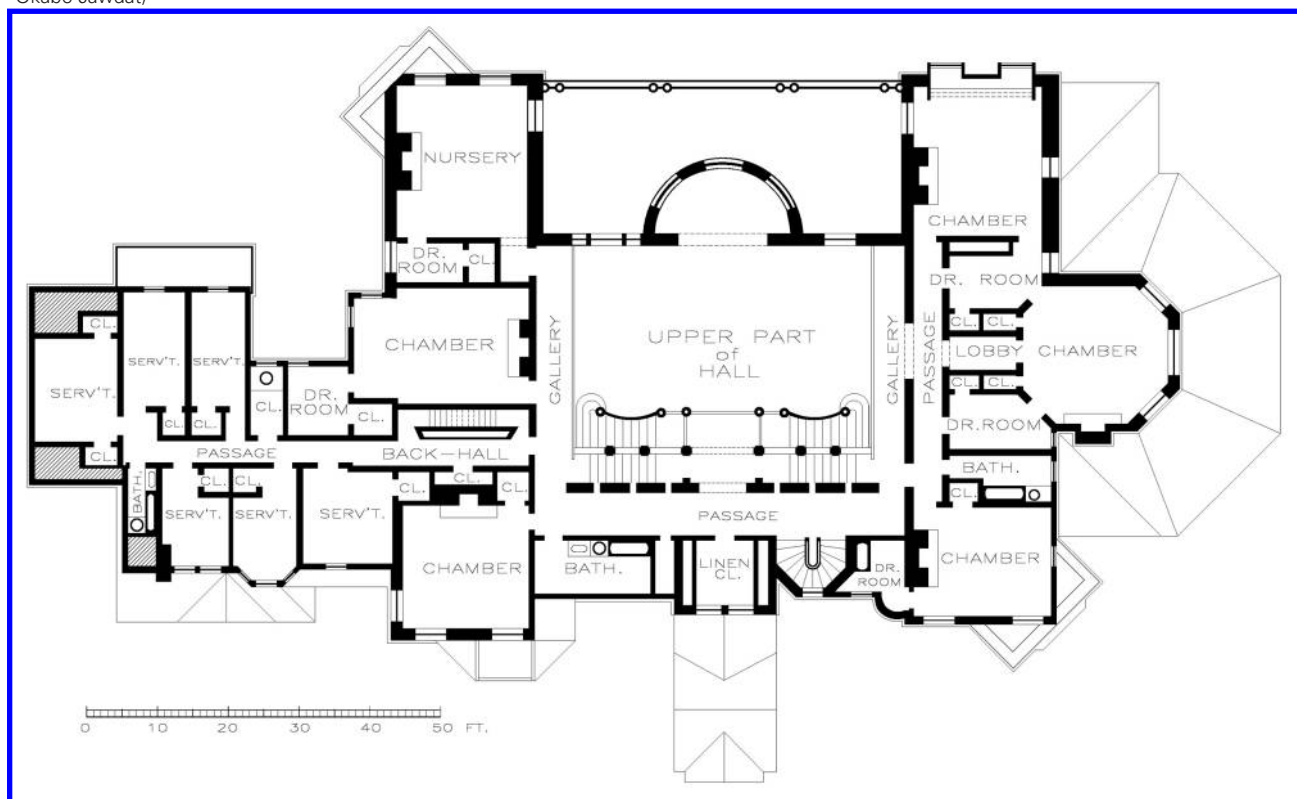 NURSERY
CHAMBER
DR.
ROOM
CL.
DR. ROOM
CL.
SERV'T.
SERV'T.
CHAMBER
GALLERY
UPPER PART
of
HALL
GALLERY
PASSAGE
CL.
CL.
LOBBY
CHAMBER
SERV'T.
CL.
DR.
ROOM
CL.
CL.
CL.
CL.
CL.
DR.ROOM
CL.
PASSAGE
BACK-HALL
BATH.
CL.
CL.
CL.
CL.
CL.
BATH.
CL.
SERV'T.
SERV'T.
SERV'T.
PASSAGE
CHAMBER
BATH.
LINEN
CL.
DR.
ROOM
CHAMBER
0 10 20 30 40 50 FT.